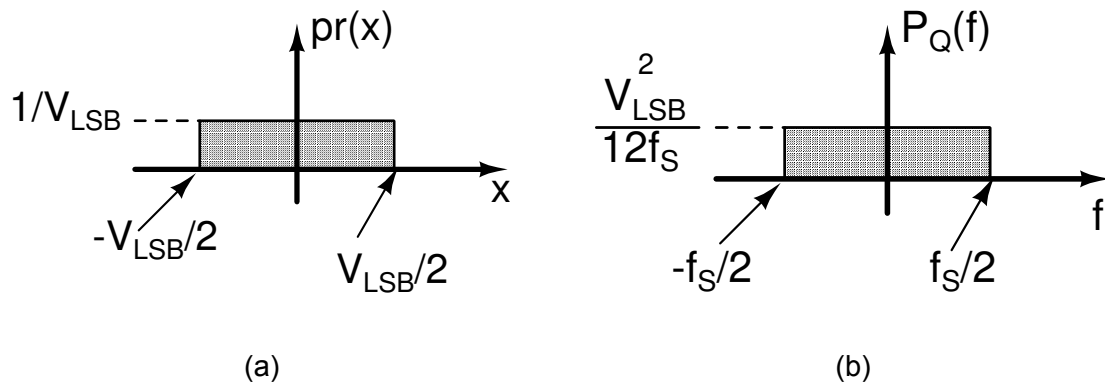 pr(x)
1/V_LSB
x
-V_LSB/2
V_LSB/2
(a)
P_Q(f)
V_LSB^2
12f_S
f
-f_S/2
f_S/2
(b)